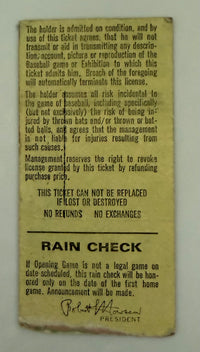 The holder is admitted on condition, and by
use of this ticket agrees, that he will not
transmit or aid in transmitting any descrip-
tion, account, picture or reproduction of the
Baseball game or Exhibition to which this
ticket admits him. Breach of the foregoing
will automatically terminate this license.
The holder assumes all risk incidental to
the game of baseball, including specifically
(but not exclusively) the risk of being in-
jured by thrown bats and/or thrown or bat-
ted balls, and agrees that the management
is not liable for injuries resulting from
such causes.
Management reserves the right to revoke
license granted by this ticket by refunding
purchase price.
THIS TICKET CAN NOT BE REPLACED
IF LOST OR DESTROYED
NO REFUNDS NO EXCHANGES
RAIN CHECK
If Opening Game is not a legal game on
date scheduled, this rain check will be hon-
ored only on the date of the first home
game. Announcement will be made.
PRESIDENT